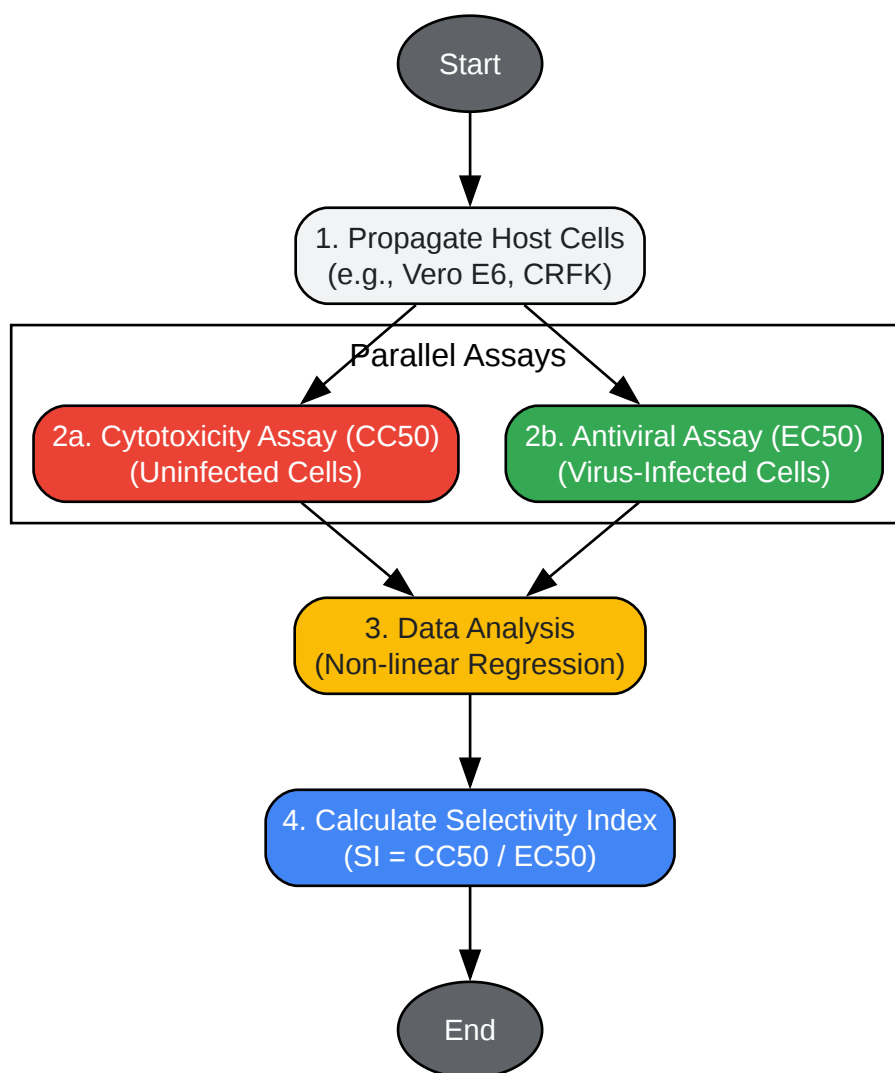 Start
1. Propagate Host Cells
(e.g., Vero E6, CRFK)
Parallel Assays
2a. Cytotoxicity Assay (CC50)
(Uninfected Cells)
2b. Antiviral Assay (EC50)
(Virus-Infected Cells)
3. Data Analysis
(Non-linear Regression)
4. Calculate Selectivity Index
(SI = CC50 / EC50)
End